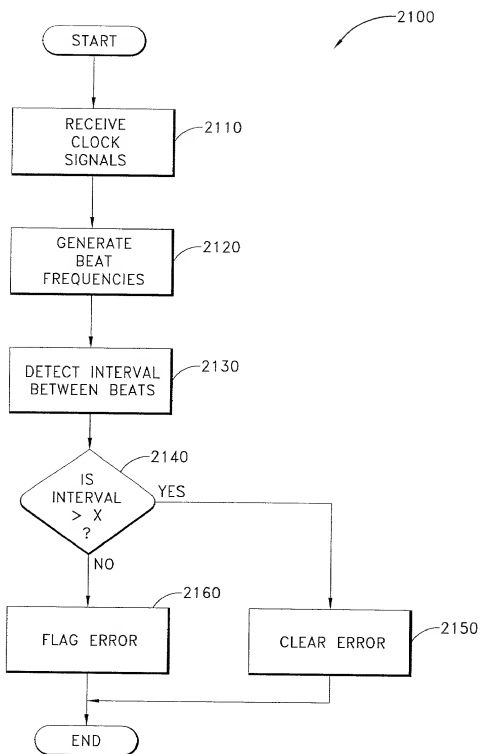 2100
START
RECEIVE
CLOCK
SIGNALS
2110
GENERATE
BEAT
FREQUENCIES
2120
DETECT INTERVAL
BETWEEN BEATS
2130
2140
IS
INTERVAL
> X
?
YES
NO
2160
FLAG ERROR
CLEAR ERROR
2150
END